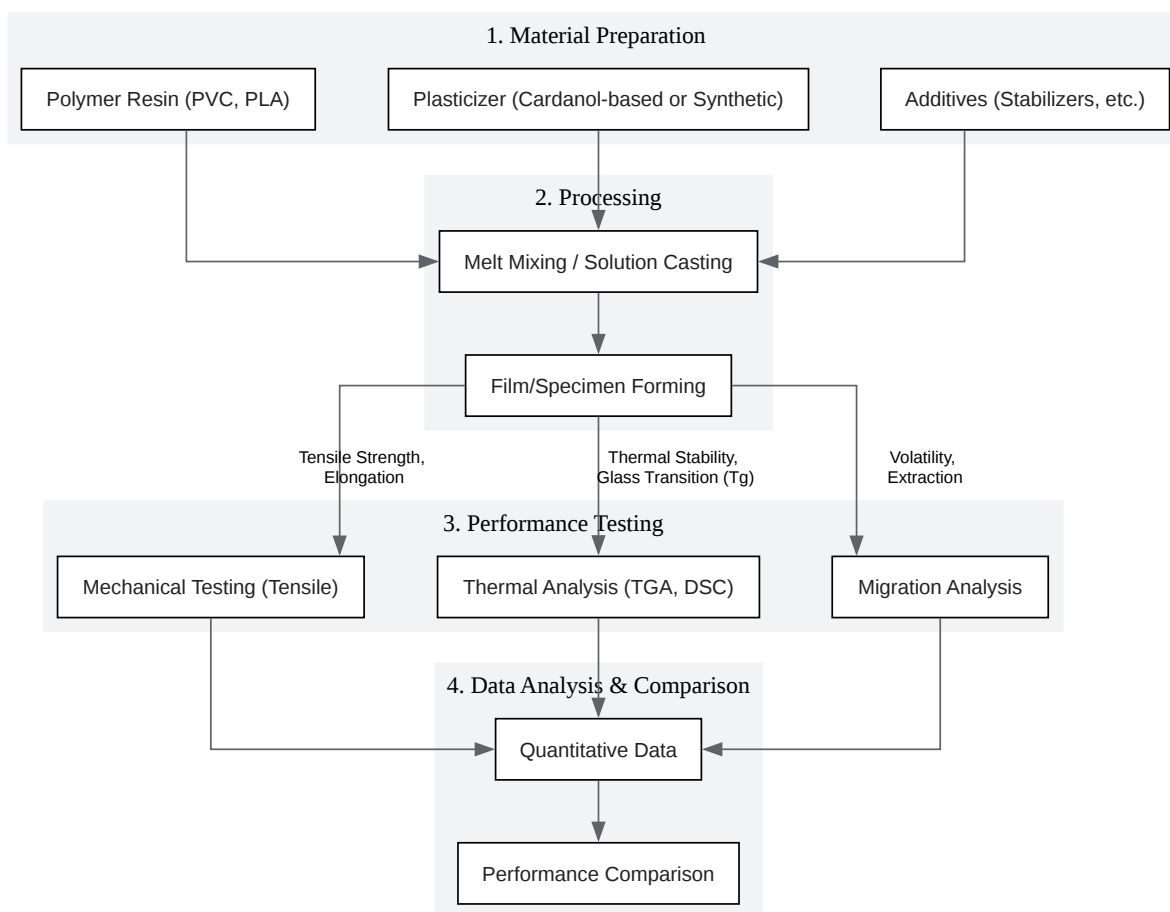 1. Material Preparation
Polymer Resin (PVC, PLA)
Plasticizer (Cardanol-based or Synthetic)
Additives (Stabilizers, etc.)
2. Processing
Melt Mixing / Solution Casting
Film/Specimen Forming
Tensile Strength,
Elongation
Thermal Stability,
Glass Transition (Tg)
Volatility,
Extraction
3. Performance Testing
Mechanical Testing (Tensile)
Thermal Analysis (TGA, DSC)
Migration Analysis
4. Data Analysis & Comparison
Quantitative Data
Performance Comparison